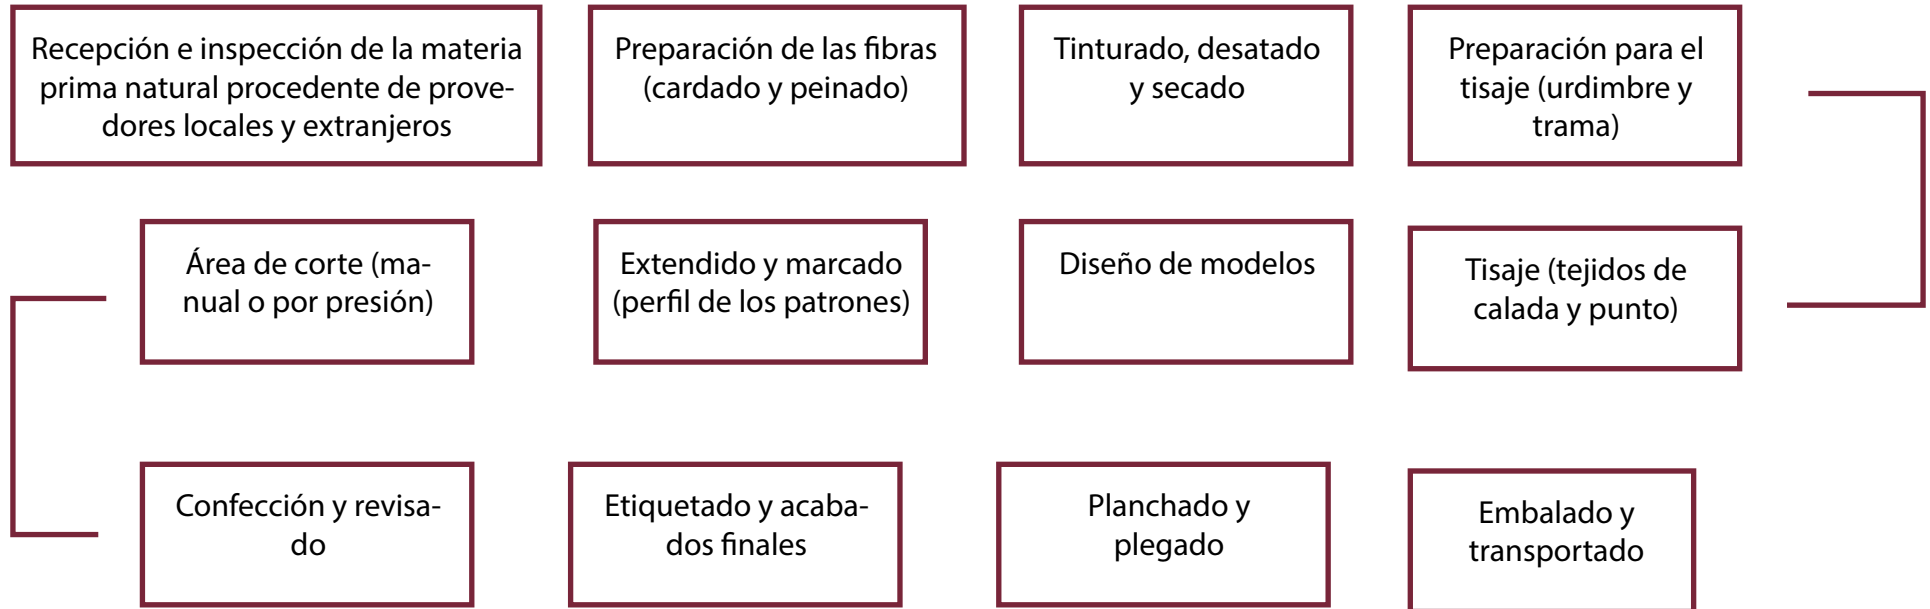 Recepción e inspección de la materia
prima natural procedente de prove-
dores locales y extranjeros
Preparación de las fibras
(cardado y peinado)
Tinturado, desatado
y secado
Preparación para el
tisaje (urdimbre y
trama)
Área de corte (ma-
nual o por presión)
Extendido y marcado
(perfil de los patrones)
Diseño de modelos
Tisaje (tejidos de
calada y punto)
Confección y revisa-
do
Etiquetado y acaba-
dos finales
Planchado y
plegado
Embalado y
transportado